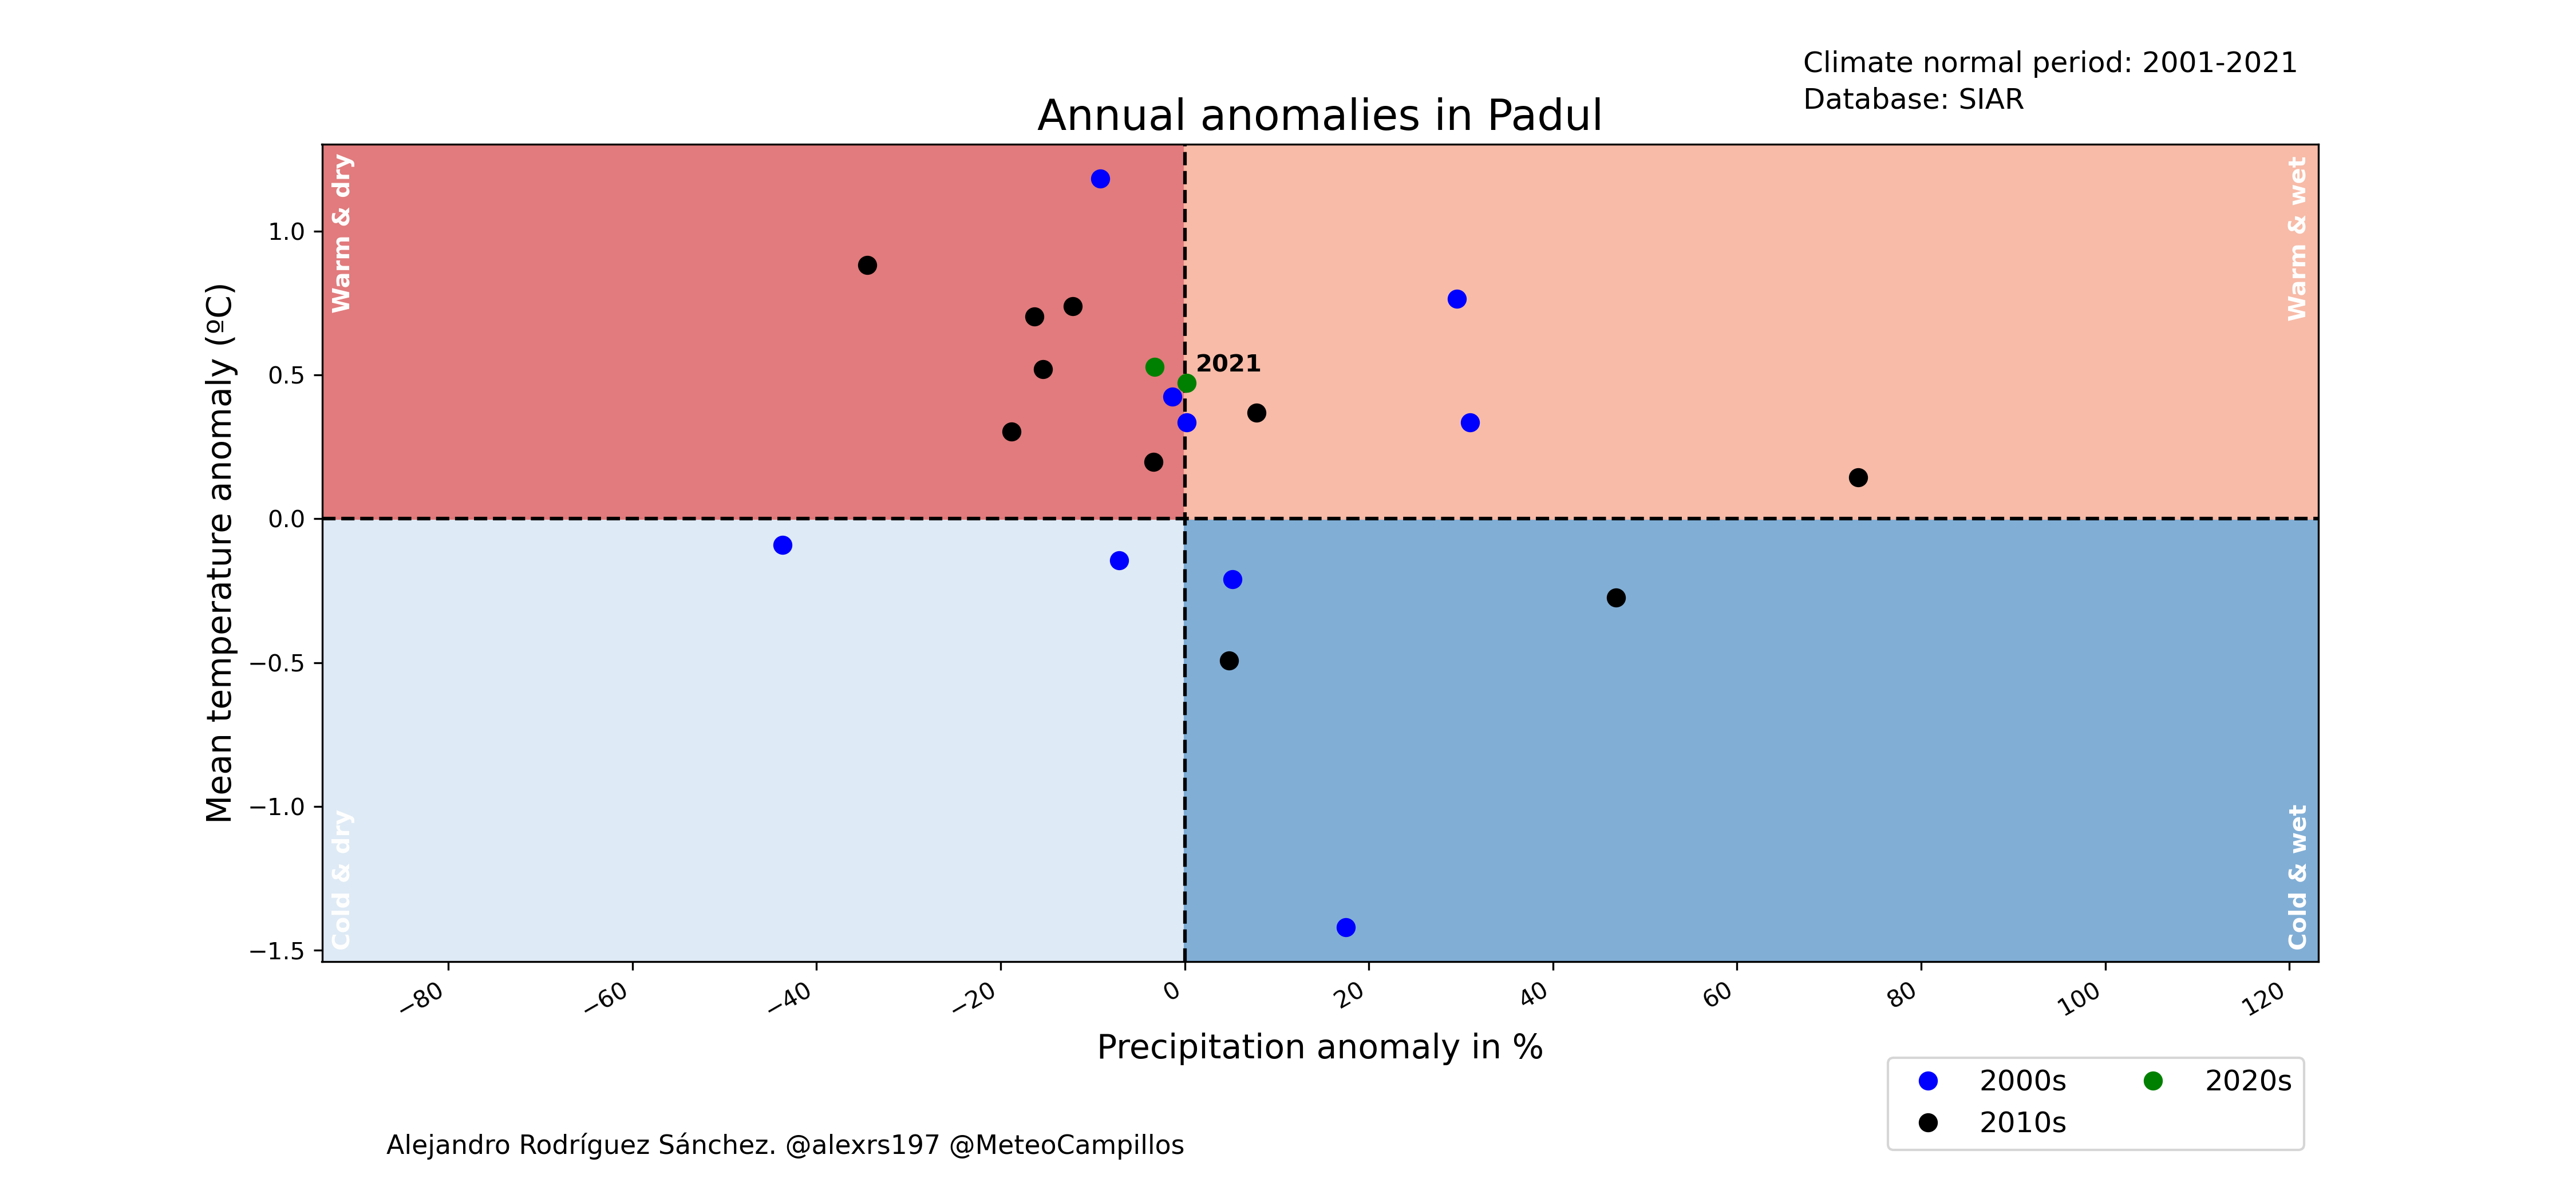 Climate normal period: 2001-2021
Database: SIAR
Annual anomalies in Padul
Warm & dry
Warm & wet
2021
Cold & dry
Cold & wet
Mean temperature anomaly (ºC)
1.0
0.5
0.0
−0.5
−1.0
−1.5
−80
−60
−40
−20
0
20
40
60
80
100
120
Precipitation anomaly in %
2000s
2010s
2020s
Alejandro Rodríguez Sánchez. @alexrs197 @MeteoCampillos